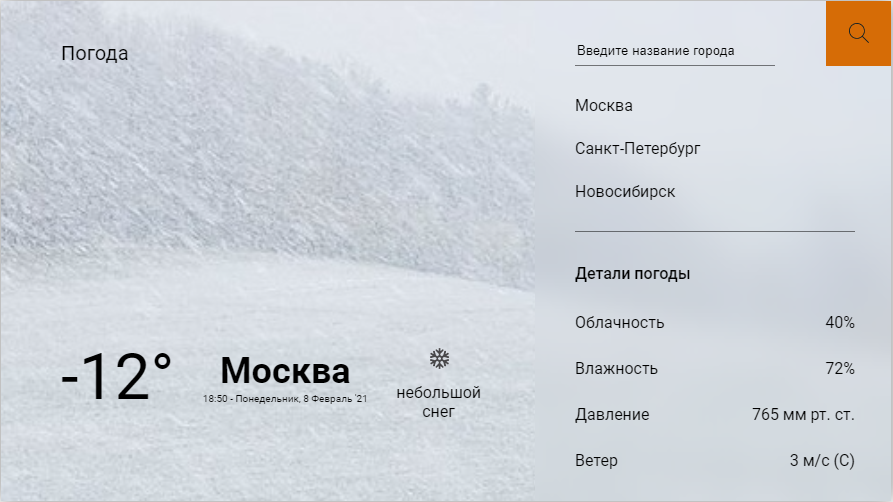 Погода
-12°
Москва
18:50 - Понедельник, 8 Февраль '21
небольшой
снег
Введите название города
Москва
Санкт-Петербург
Новосибирск
Детали погоды
Облачность 40%
Влажность 72%
Давление 765 мм рт. ст.
Ветер 3 м/с (С)